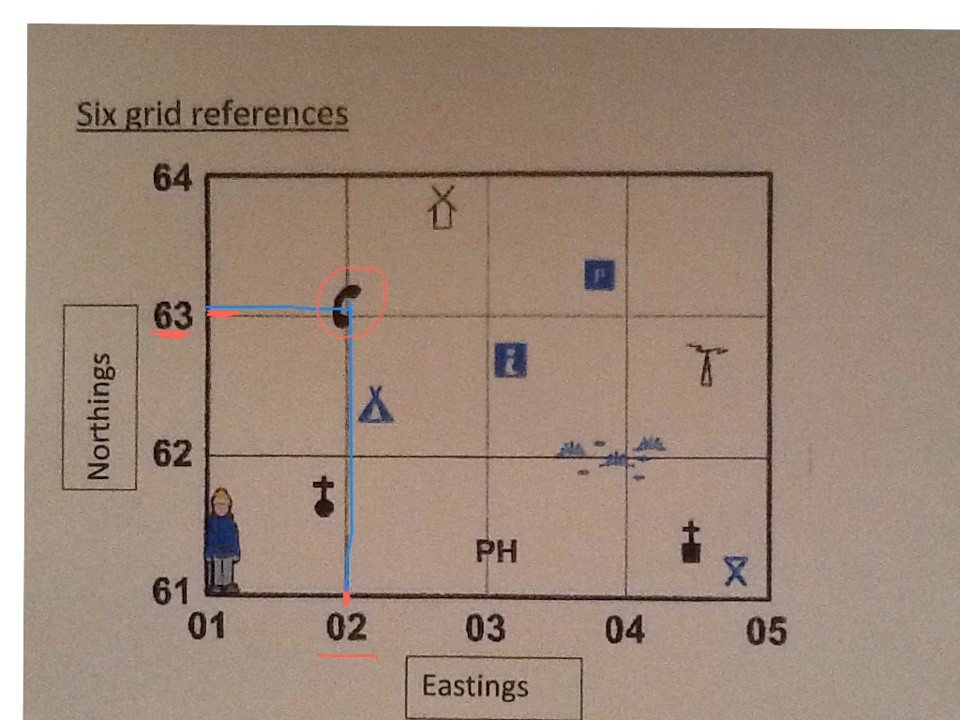 Six grid references
64
P
63
i
Northings
62
PH
61
01 02 03 04 05
Eastings